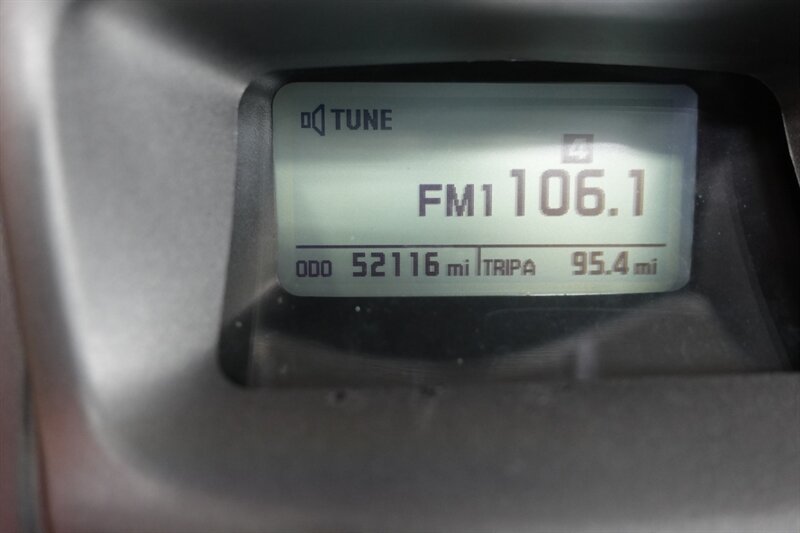 TUNE
4
FM1 106.1
ODO 52116 mi TRIPA 95.4 mi